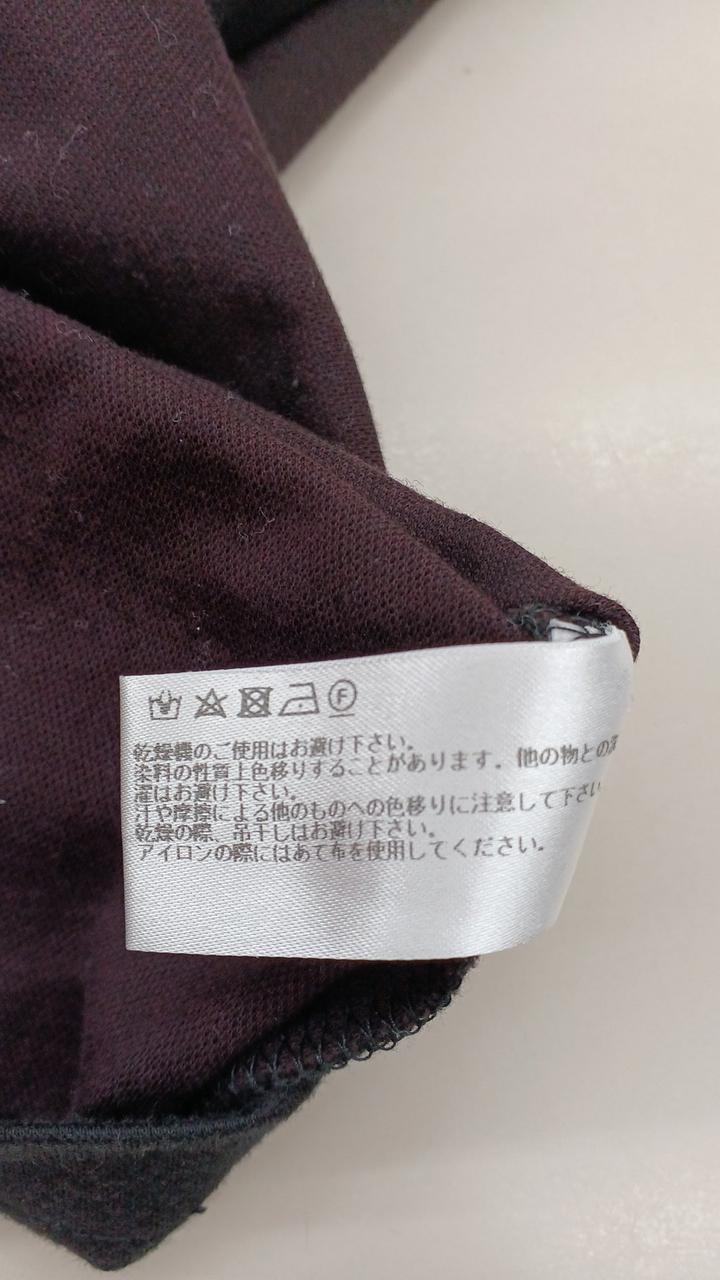 F
乾燥機のご使用はお避け下さい。
染料の性質上色移りすることがあります。他の物との洗
濯はお避け下さい。
汗や摩擦による他のものへの色移りに注意して下さい
乾燥の際、吊干しはお避け下さい。
アイロンの際にはあて布を使用してください。